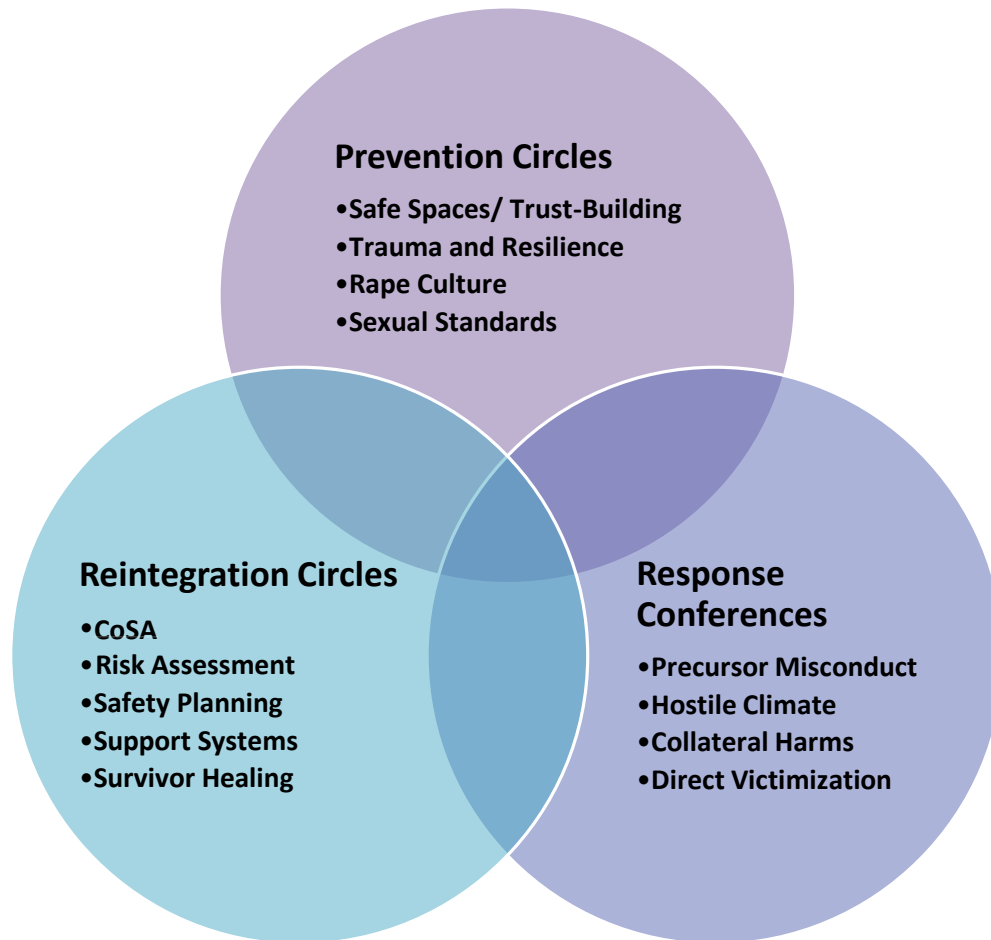 Prevention Circles
•Safe Spaces/ Trust-Building
•Trauma and Resilience
•Rape Culture
•Sexual Standards
Reintegration Circles
•CoSA
•Risk Assessment
•Safety Planning
•Support Systems
•Survivor Healing
Response
Conferences
•Precursor Misconduct
•Hostile Climate
•Collateral Harms
•Direct Victimization